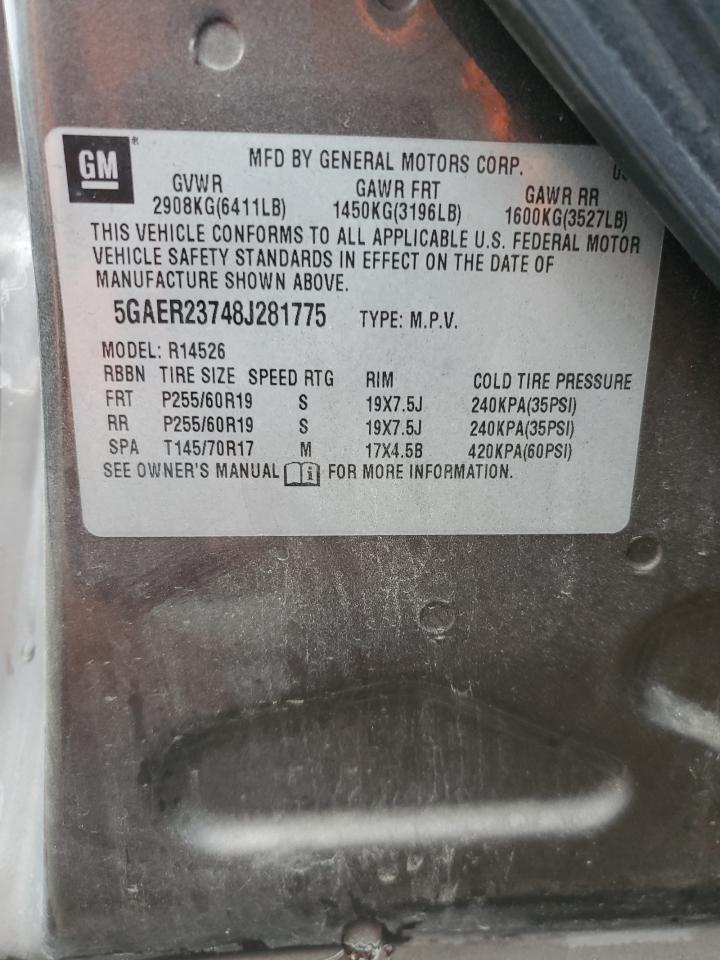 GM ® MFD BY GENERAL MOTORS CORP.
GVWR GAWR FRT GAWR RR
2908KG(6411LB) 1450KG(3196LB) 1600KG(3527LB)
THIS VEHICLE CONFORMS TO ALL APPLICABLE U.S. FEDERAL MOTOR
VEHICLE SAFETY STANDARDS IN EFFECT ON THE DATE OF
MANUFACTURE SHOWN ABOVE.
5GAER23748J281775 TYPE: M.P.V.
MODEL: R14526
RBBN TIRE SIZE SPEED RTG RIM COLD TIRE PRESSURE
FRT P255/60R19 S 19X7.5J 240KPA(35PSI)
RR P255/60R19 S 19X7.5J 240KPA(35PSI)
SPA T145/70R17 M 17X4.5B 420KPA(60PSI)
SEE OWNER'S MANUAL i FOR MORE INFORMATION.